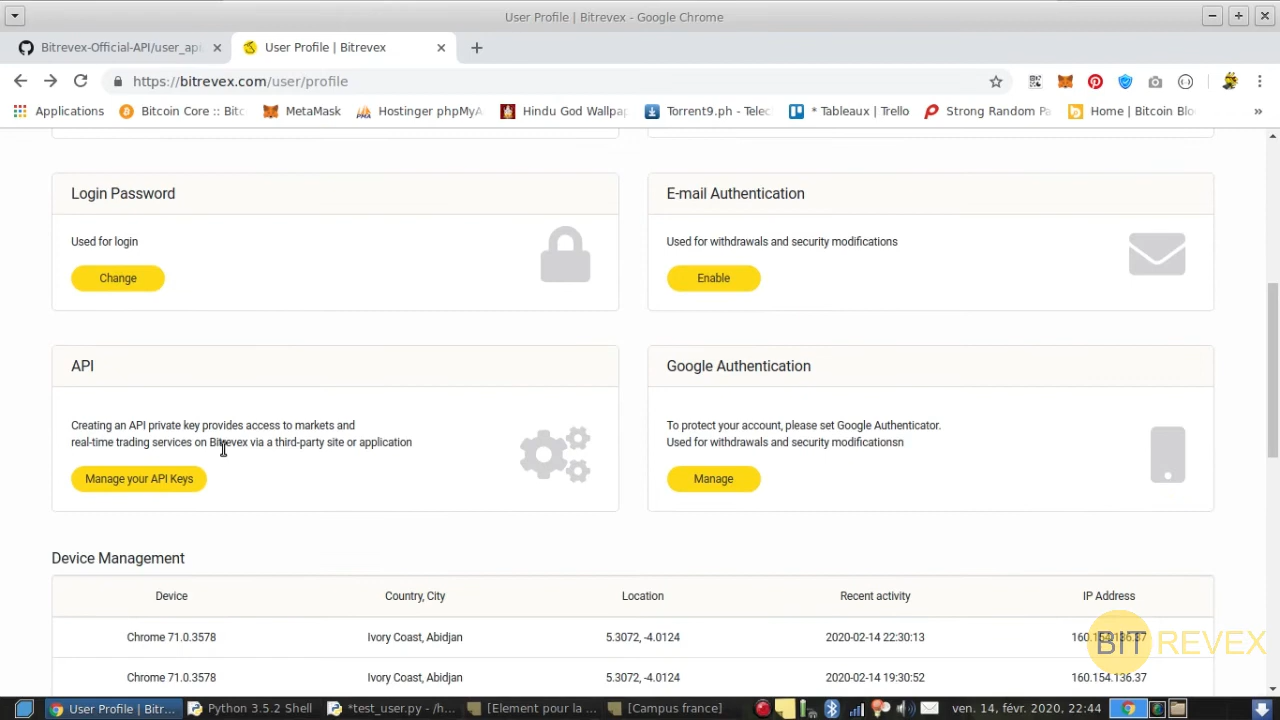 User Profile | Bitrevex - Google Chrome
Bitrevex-Official-API/user_api.
User Profile | Bitrevex
https://bitrevex.com/user/profile
Applications
Bitcoin Core :: Bitc
MetaMask
Hostinger phpMyA
Hindu God Wallpap
Torrent9.ph - Telec
* Tableaux | Trello
Strong Random Pa
Home | Bitcoin Blo
»
Login Password
Used for login
Change
E-mail Authentication
Used for withdrawals and security modifications
Enable
API
Creating an API private key provides access to markets and
real-time trading services on Bitrevex via a third-party site or application
Manage your API Keys
Google Authentication
To protect your account, please set Google Authenticator.
Used for withdrawals and security modificationsn
Manage
Device Management
Device Country, City Location Recent activity IP Address
Chrome 71.0.3578 Ivory Coast, Abidjan 5.3072, -4.0124 2020-02-14 22:30:13 160.154.136.37
Chrome 71.0.3578 Ivory Coast, Abidjan 5.3072, -4.0124 2020-02-14 19:30:52 160.154.136.37
BIT REVEX
User Profile | Bitr...
Python 3.5.2 Shell
*test_user.py - /h...
[Element pour la ...
[Campus france]
ven. 14, févr. 2020, 22:44